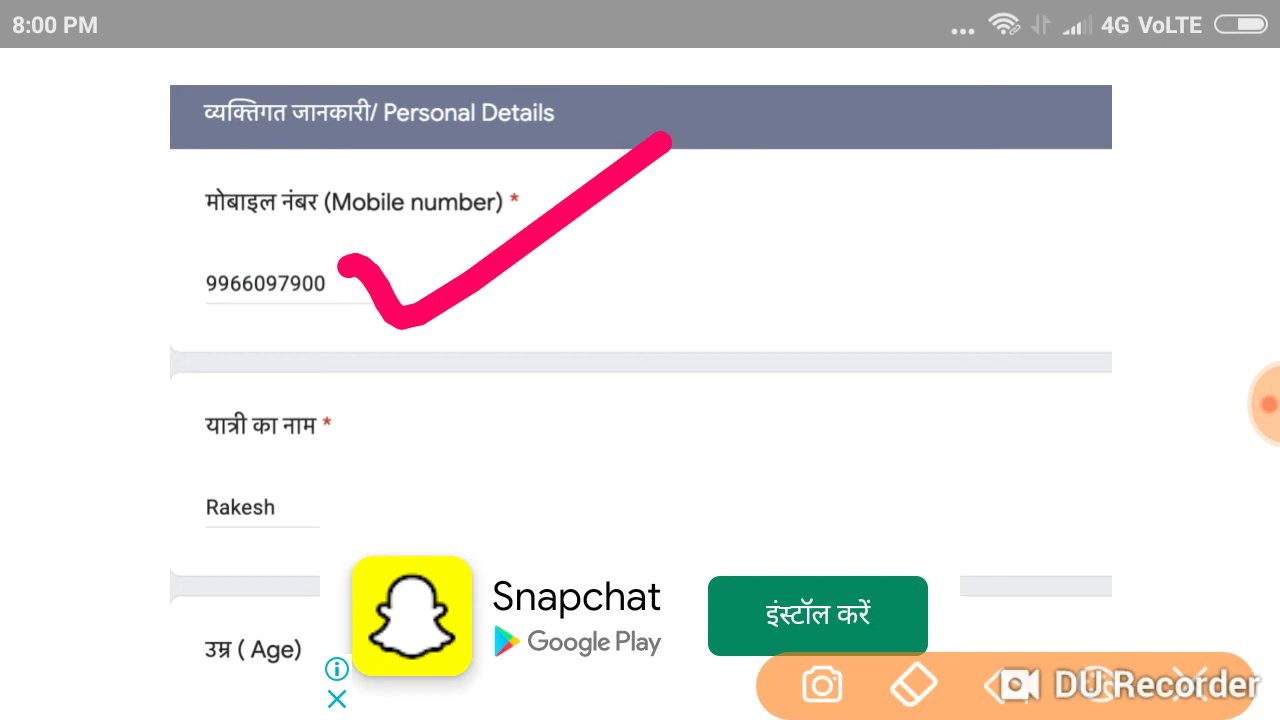 8:00 PM
4G VoLTE
व्यक्तिगत जानकारी/ Personal Details
मोबाइल नंबर (Mobile number) *
9966097900
यात्री का नाम *
Rakesh
उम्र ( Age)
Snapchat
Google Play
इंस्टॉल करें
DU Recorder